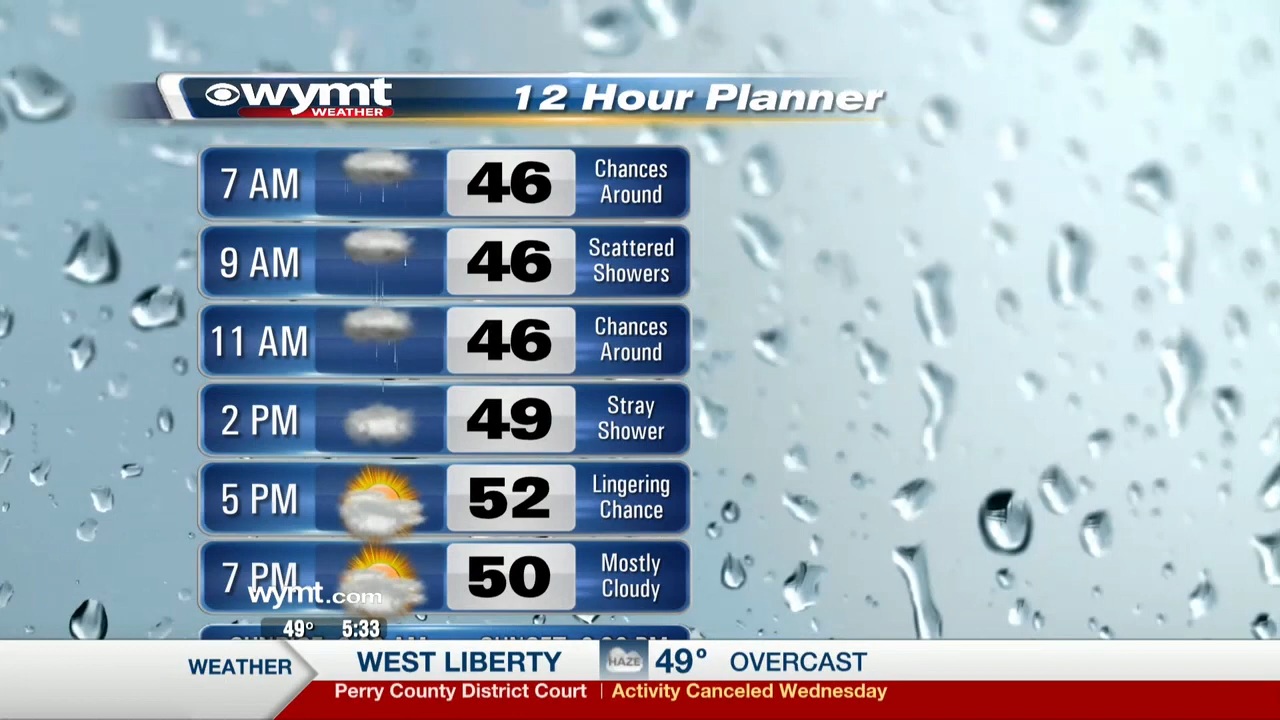 wymt
WEATHER
12 Hour Planner
7 AM 46 Chances Around
9 AM 46 Scattered Showers
11 AM 46 Chances Around
2 PM 49 Stray Shower
5 PM 52 Lingering Chance
7 PM 50 Mostly Cloudy
wymt.com
49° 5:33
WEATHER WEST LIBERTY HAZE 49° OVERCAST
Perry County District Court | Activity Canceled Wednesday